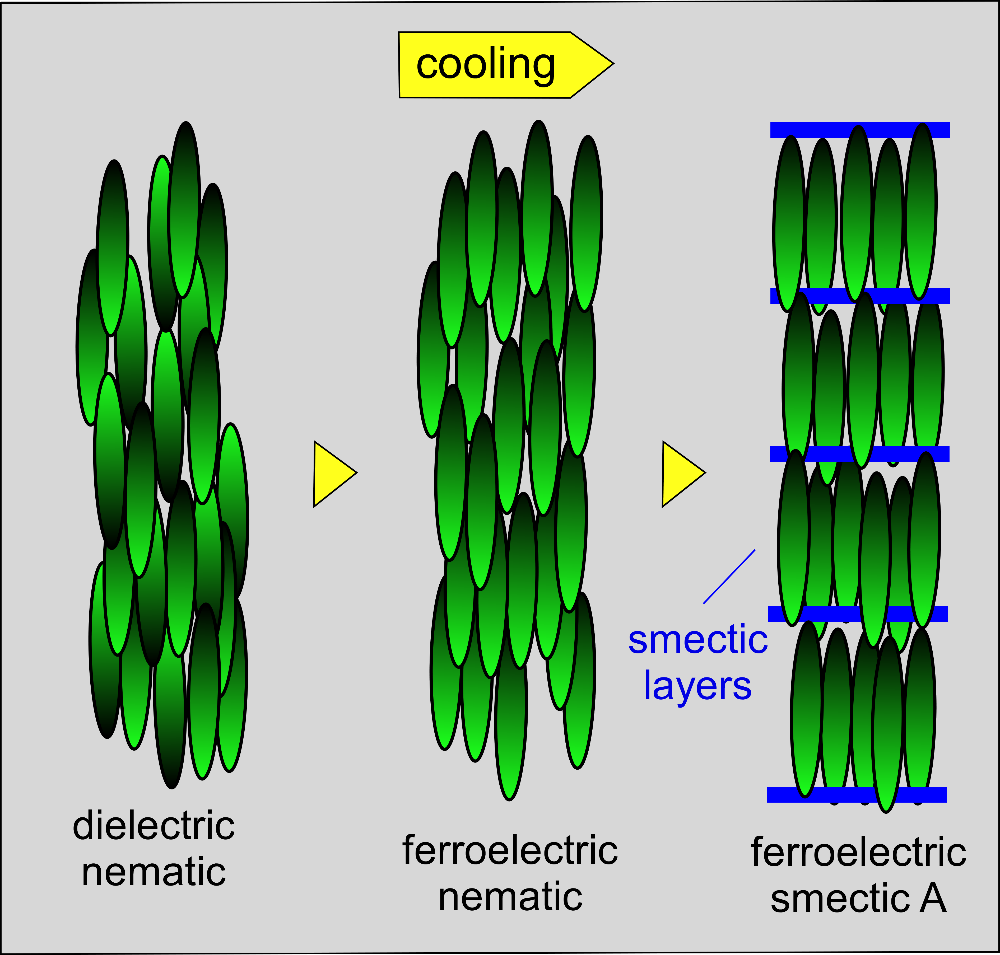 cooling
smectic
layers
dielectric
nematic
ferroelectric
nematic
ferroelectric
smectic A